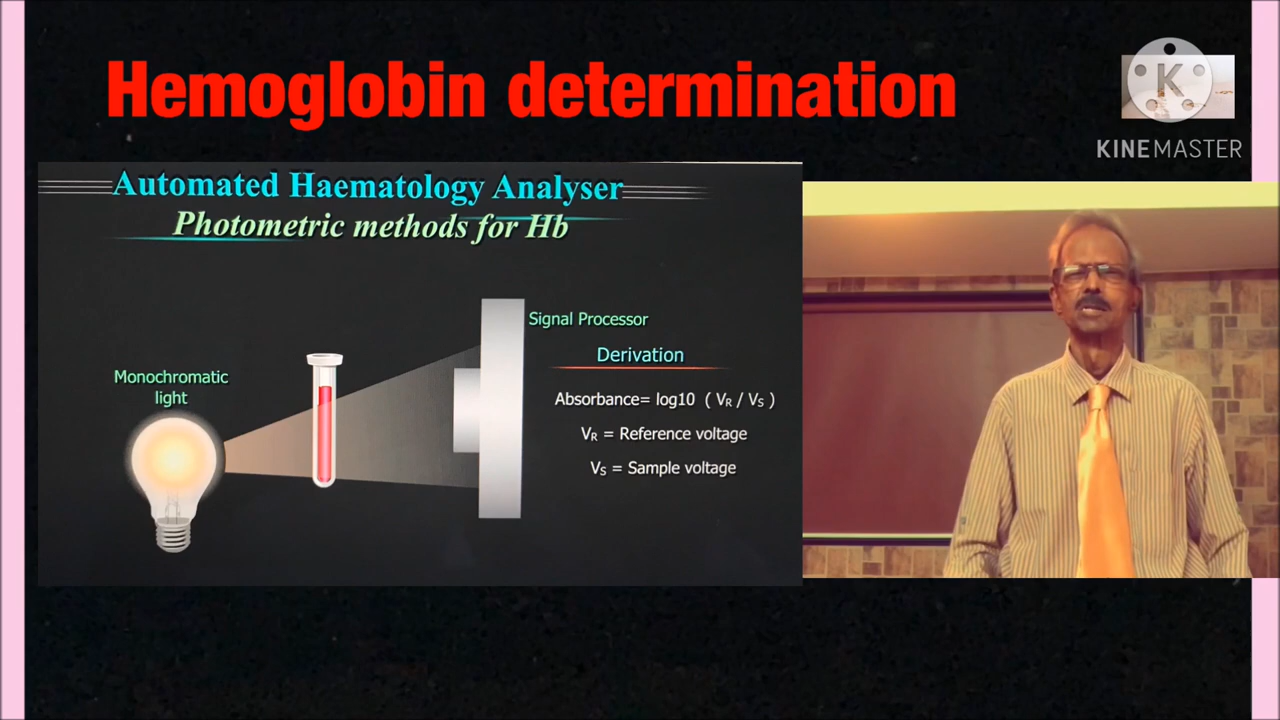 Hemoglobin determination
KINEMASTER
Automated Haematology Analyser
Photometric methods for Hb
Signal Processor
Derivation
Monochromatic
light
Absorbance= log10 ( VR / VS )
VR = Reference voltage
VS = Sample voltage